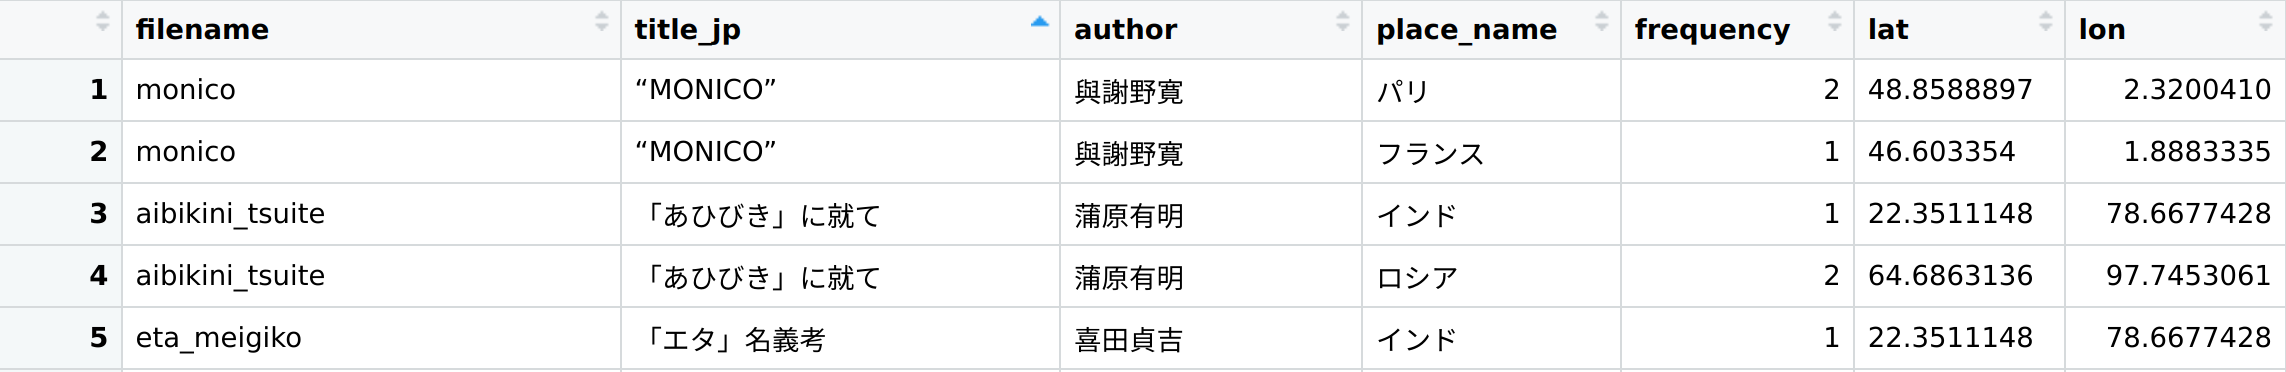 filename title_jp author place_name frequency lat lon
1 monico “MONICO” 與謝野寛 パリ 2 48.8588897 2.3200410
2 monico “MONICO” 與謝野寛 フランス 1 46.603354 1.8883335
3 aibikini_tsuite 「あひびき」に就て 蒲原有明 インド 1 22.3511148 78.6677428
4 aibikini_tsuite 「あひびき」に就て 蒲原有明 ロシア 2 64.6863136 97.7453061
5 eta_meigiko 「エタ」名義考 喜田貞吉 インド 1 22.3511148 78.6677428